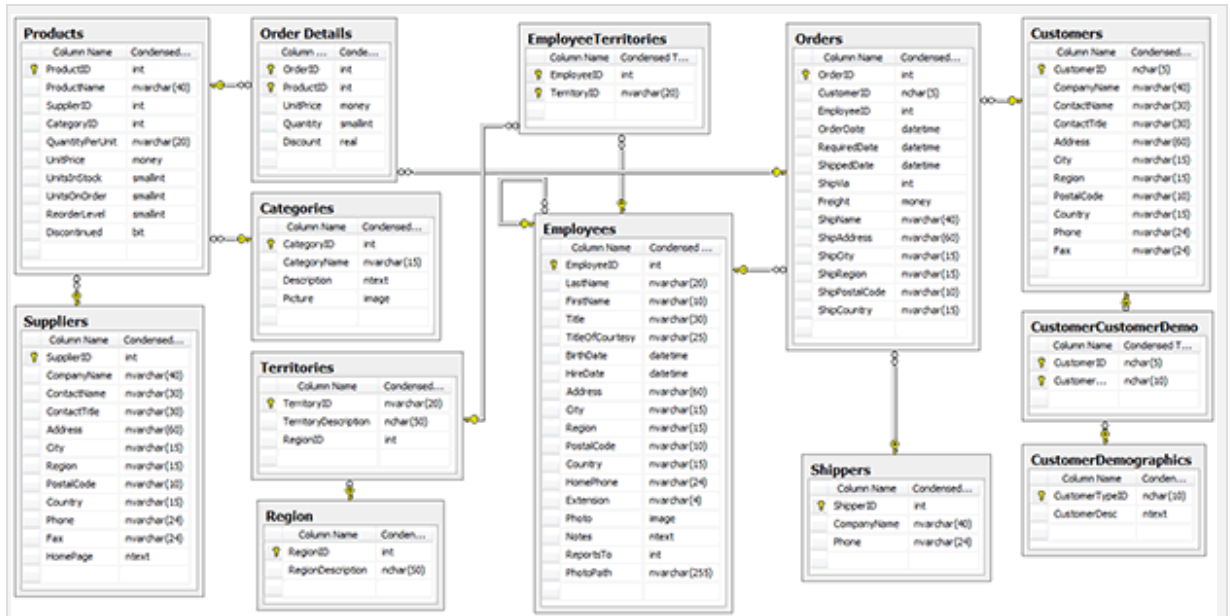 Products
Column Name Condensed...
ProductID int
ProductName nvarchar(40)
SupplierID int
CategoryID int
QuantityPerUnit nvarchar(20)
UnitPrice money
UnitsInStock smallint
UnitsOnOrder smallint
ReorderLevel smallint
Discontinued bit
Suppliers
Column Name Condensed...
SupplierID int
CompanyName nvarchar(40)
ContactName nvarchar(30)
ContactTitle nvarchar(30)
Address nvarchar(60)
City nvarchar(15)
Region nvarchar(15)
PostalCode nvarchar(10)
Country nvarchar(15)
Phone nvarchar(24)
Fax nvarchar(24)
HomePage ntext
Order Details
Column ... Conde...
OrderID int
ProductID int
UnitPrice money
Quantity smallint
Discount real
Categories
Column Name Condensed...
CategoryID int
CategoryName nvarchar(15)
Description ntext
Picture image
Territories
Column Name Condensed...
TerritoryID nvarchar(20)
TerritoryDescription nchar(50)
RegionID int
Region
Column Name Conden...
RegionID int
RegionDescription nchar(50)
EmployeeTerritories
Column Name Condensed T...
EmployeeID int
TerritoryID nvarchar(20)
Employees
Column Name Condensed ...
EmployeeID int
LastName nvarchar(20)
FirstName nvarchar(10)
Title nvarchar(30)
TitleOfCourtesy nvarchar(25)
BirthDate datetime
HireDate datetime
Address nvarchar(60)
City nvarchar(15)
Region nvarchar(15)
PostalCode nvarchar(10)
Country nvarchar(15)
HomePhone nvarchar(24)
Extension nvarchar(4)
Photo image
Notes ntext
ReportsTo int
PhotoPath nvarchar(255)
Orders
Column Name Condensed...
OrderID int
CustomerID nchar(5)
EmployeeID int
OrderDate datetime
RequiredDate datetime
ShippedDate datetime
ShipVia int
Freight money
ShipName nvarchar(40)
ShipAddress nvarchar(60)
ShipCity nvarchar(15)
ShipRegion nvarchar(15)
ShipPostalCode nvarchar(10)
ShipCountry nvarchar(15)
Shippers
Column Name Condensed...
ShipperID int
CompanyName nvarchar(40)
Phone nvarchar(24)
Customers
Column Name Condensed...
CustomerID nchar(5)
CompanyName nvarchar(40)
ContactName nvarchar(30)
ContactTitle nvarchar(30)
Address nvarchar(60)
City nvarchar(15)
Region nvarchar(15)
PostalCode nvarchar(10)
Country nvarchar(15)
Phone nvarchar(24)
Fax nvarchar(24)
CustomerCustomerDemo
Column Name Condensed T...
CustomerID nchar(5)
Customer... nchar(10)
CustomerDemographics
Column Name Conden...
CustomerTypeID nchar(10)
CustomerDesc ntext